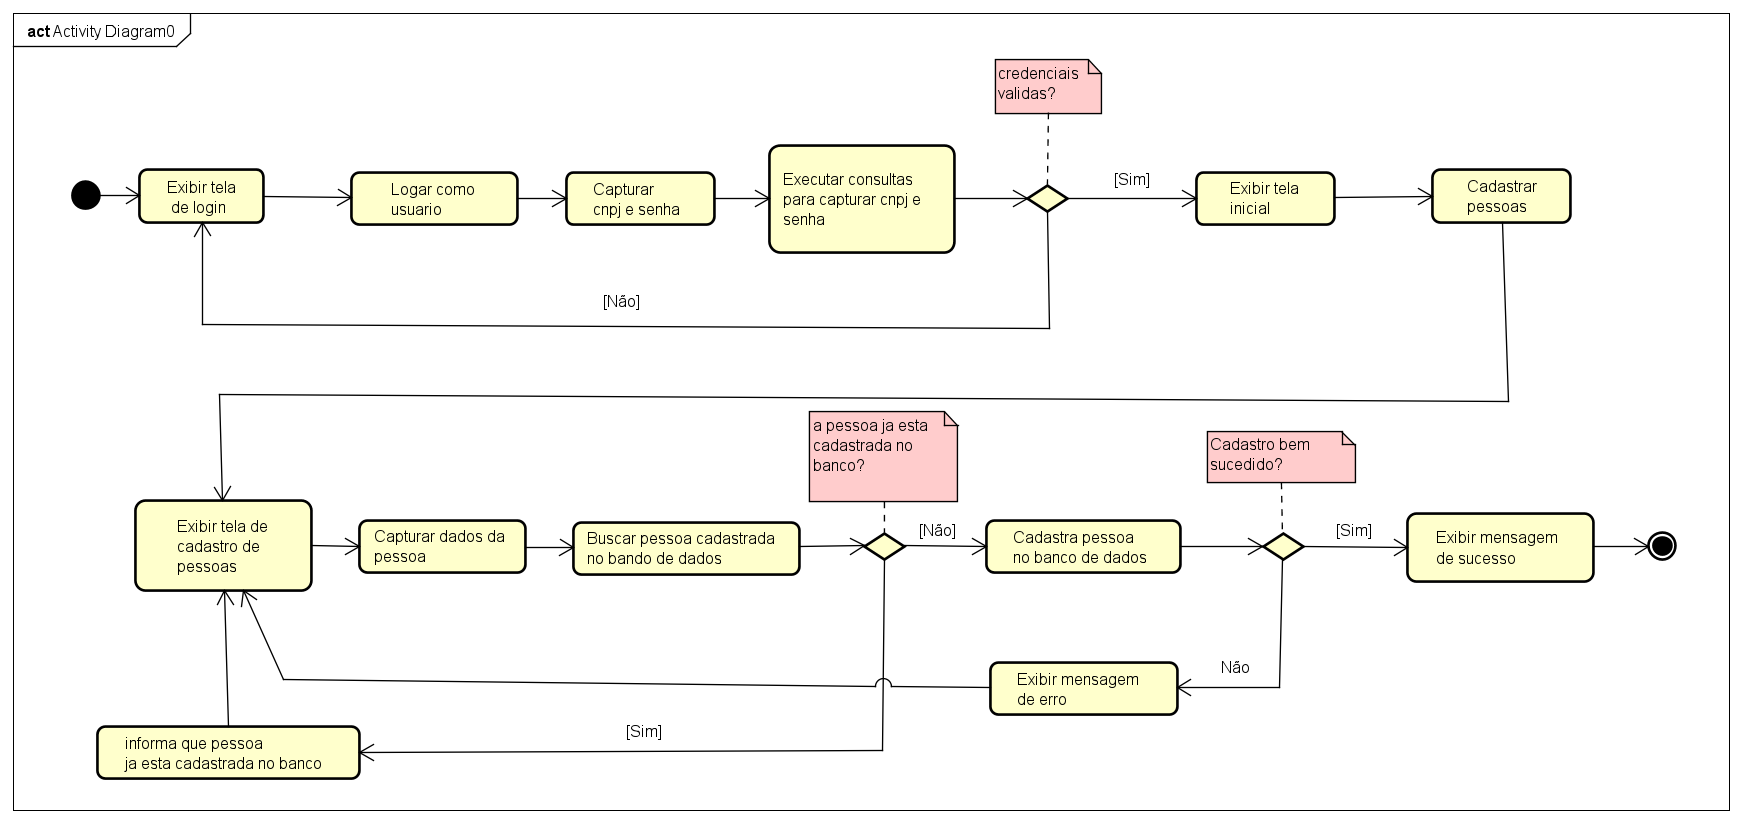 act Activity Diagram0
credenciais
validas?
Exibir tela
de login
Logar como
usuario
Capturar
cnpj e senha
Executar consultas
para capturar cnpj e
senha
[Sim]
Exibir tela
inicial
Cadastrar
pessoas
[Não]
a pessoa ja esta
cadastrada no
banco?
Cadastro bem
sucedido?
Exibir tela de
cadastro de
pessoas
Capturar dados da
pessoa
Buscar pessoa cadastrada
no bando de dados
[Não]
Cadastra pessoa
no banco de dados
[Sim]
Exibir mensagem
de sucesso
Não
Exibir mensagem
de erro
[Sim]
informa que pessoa
ja esta cadastrada no banco